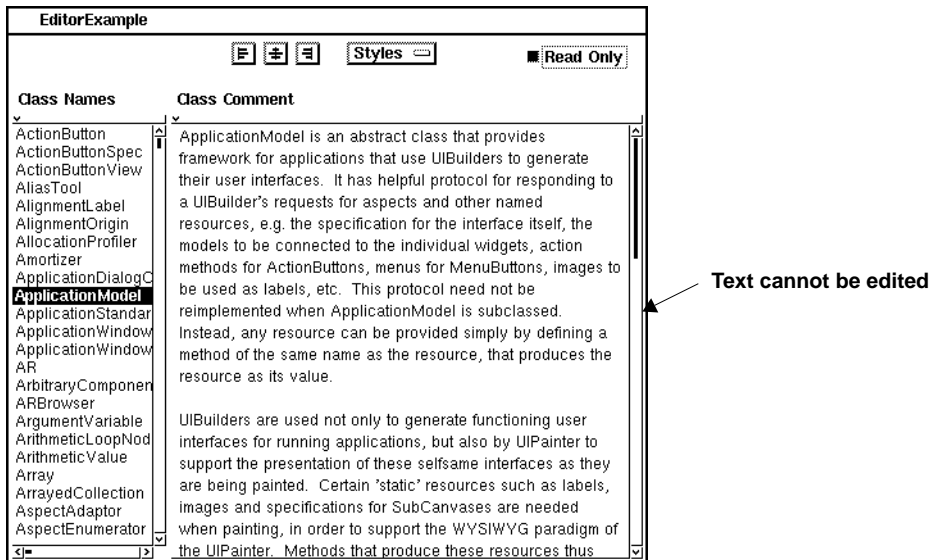 EditorExample
Styles
Read Only
Class Names
Class Comment
ActionButton
ActionButtonSpec
ActionButtonView
AliasTool
AlignmentLabel
AlignmentOrigin
AllocationProfiler
Amortizer
ApplicationDialogC
ApplicationModel
ApplicationStandar
ApplicationWindow
ApplicationWindow
AR
ArbitraryComponen
ARBrowser
ArgumentVariable
ArithmeticLoopNod
ArithmeticValue
Array
ArrayedCollection
AspectAdaptor
AspectEnumerator
ApplicationModel is an abstract class that provides
framework for applications that use UIBuilders to generate
their user interfaces.  It has helpful protocol for responding to
a UIBuilder's requests for aspects and other named
resources, e.g. the specification for the interface itself, the
models to be connected to the individual widgets, action
methods for ActionButtons, menus for MenuButtons, images to
be used as labels, etc.  This protocol need not be
reimplemented when ApplicationModel is subclassed.
Instead, any resource can be provided simply by defining a
method of the same name as the resource, that produces the
resource as its value.
UIBuilders are used not only to generate functioning user
interfaces for running applications, but also by UIPainter to
support the presentation of these selfsame interfaces as they
are being painted.  Certain 'static' resources such as labels,
images and specifications for SubCanvases are needed
when painting, in order to support the WYSIWYG paradigm of
the UIPainter.  Methods that produce these resources thus
Text cannot be edited